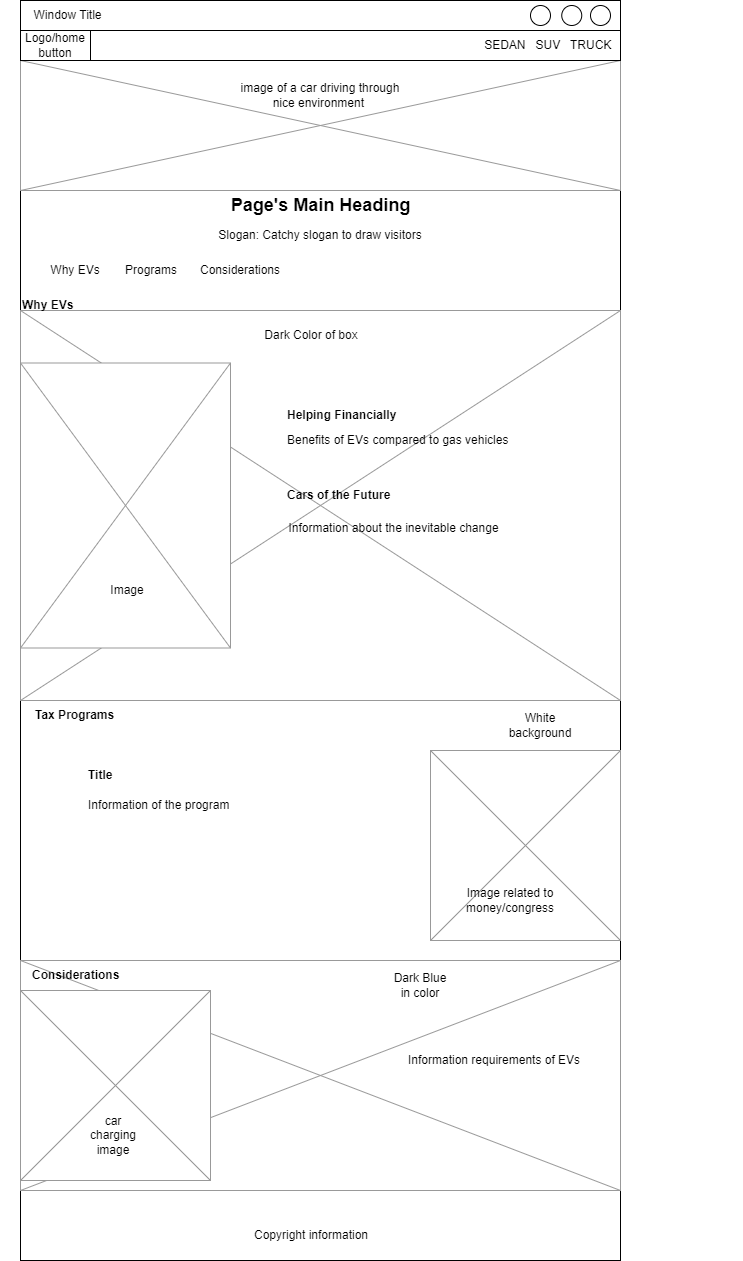 Window Title
Logo/home
button
SEDAN SUV TRUCK
image of a car driving through
nice environment
Page's Main Heading
Slogan: Catchy slogan to draw visitors
Why EVs Programs Considerations
Why EVs
Dark Color of box
Helping Financially
Benefits of EVs compared to gas vehicles
Cars of the Future
Information about the inevitable change
Image
Tax Programs
White
background
Title
Information of the program
Image related to
money/congress
Considerations
Dark Blue
in color
Information requirements of EVs
car
charging
image
Copyright information